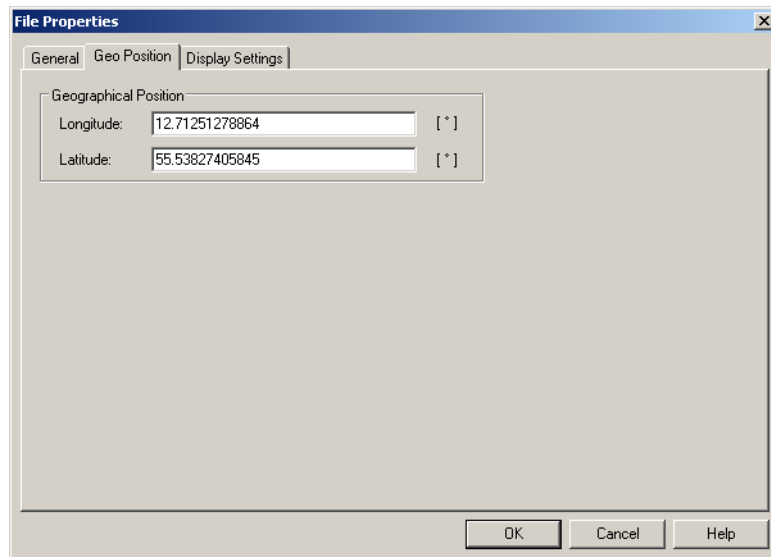 File Properties
General Geo Position Display Settings
Geographical Position
Longitude: 12.71251278864 [°]
Latitude: 55.53827405845 [°]
OK Cancel Help